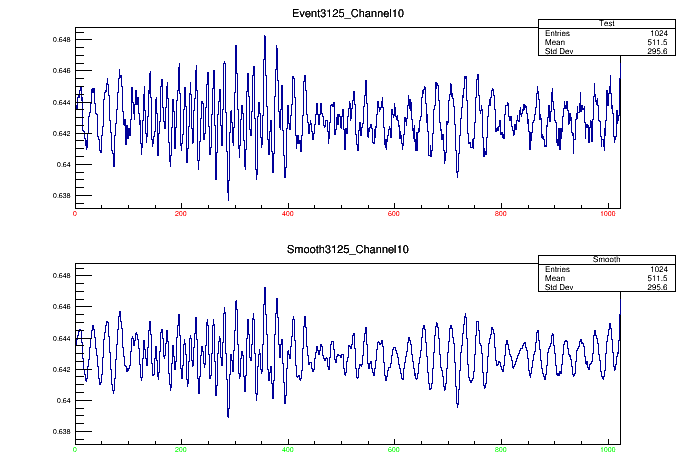 Event3125_Channel10
Test
Entries 1024
Mean 511.5
Std Dev 295.6
0.648
0.646
0.644
0.642
0.64
0.638
0 200 400 600 800 1000
Smooth3125_Channel10
Smooth
Entries 1024
Mean 511.5
Std Dev 295.6
0.648
0.646
0.644
0.642
0.64
0.638
0 200 400 600 800 1000